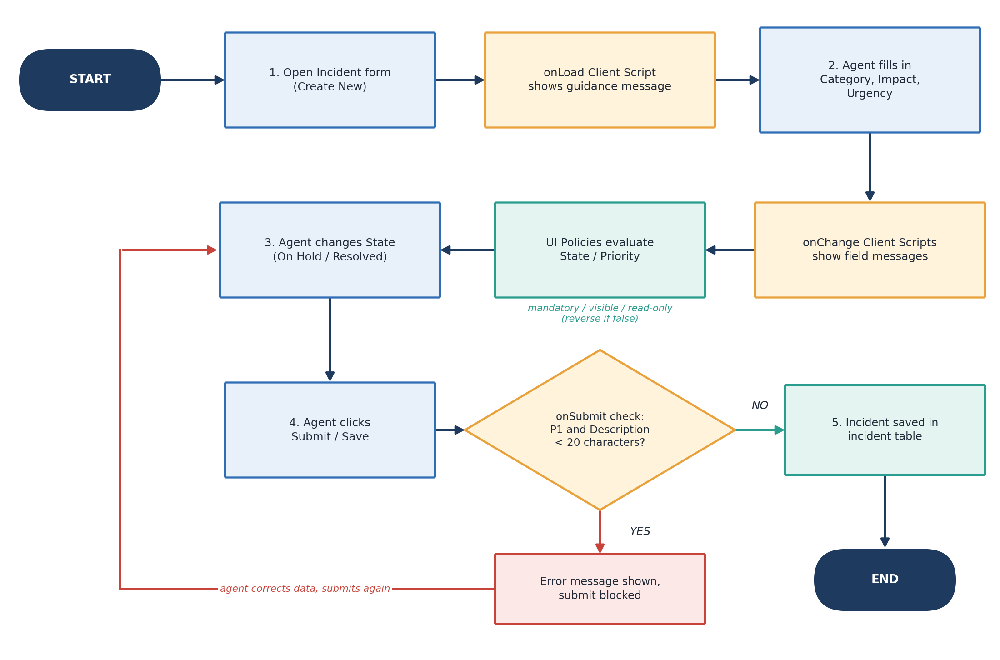 START
1. Open Incident form
(Create New)
onLoad Client Script
shows guidance message
2. Agent fills in
Category, Impact,
Urgency
3. Agent changes State
(On Hold / Resolved)
UI Policies evaluate
State / Priority
onChange Client Scripts
show field messages
mandatory / visible / read-only
(reverse if false)
4. Agent clicks
Submit / Save
onSubmit check:
P1 and Description
< 20 characters?
NO
5. Incident saved in
incident table
YES
Error message shown,
submit blocked
agent corrects data, submits again
END